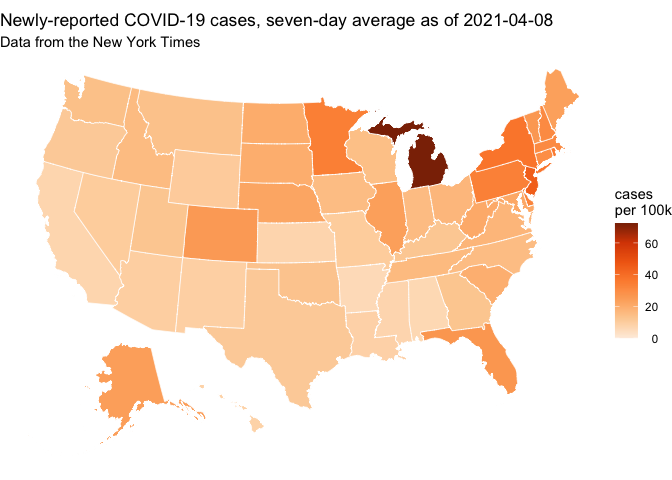 Newly-reported COVID-19 cases, seven-day average as of 2021-04-08
Data from the New York Times
cases
per 100k
60
40
20
0